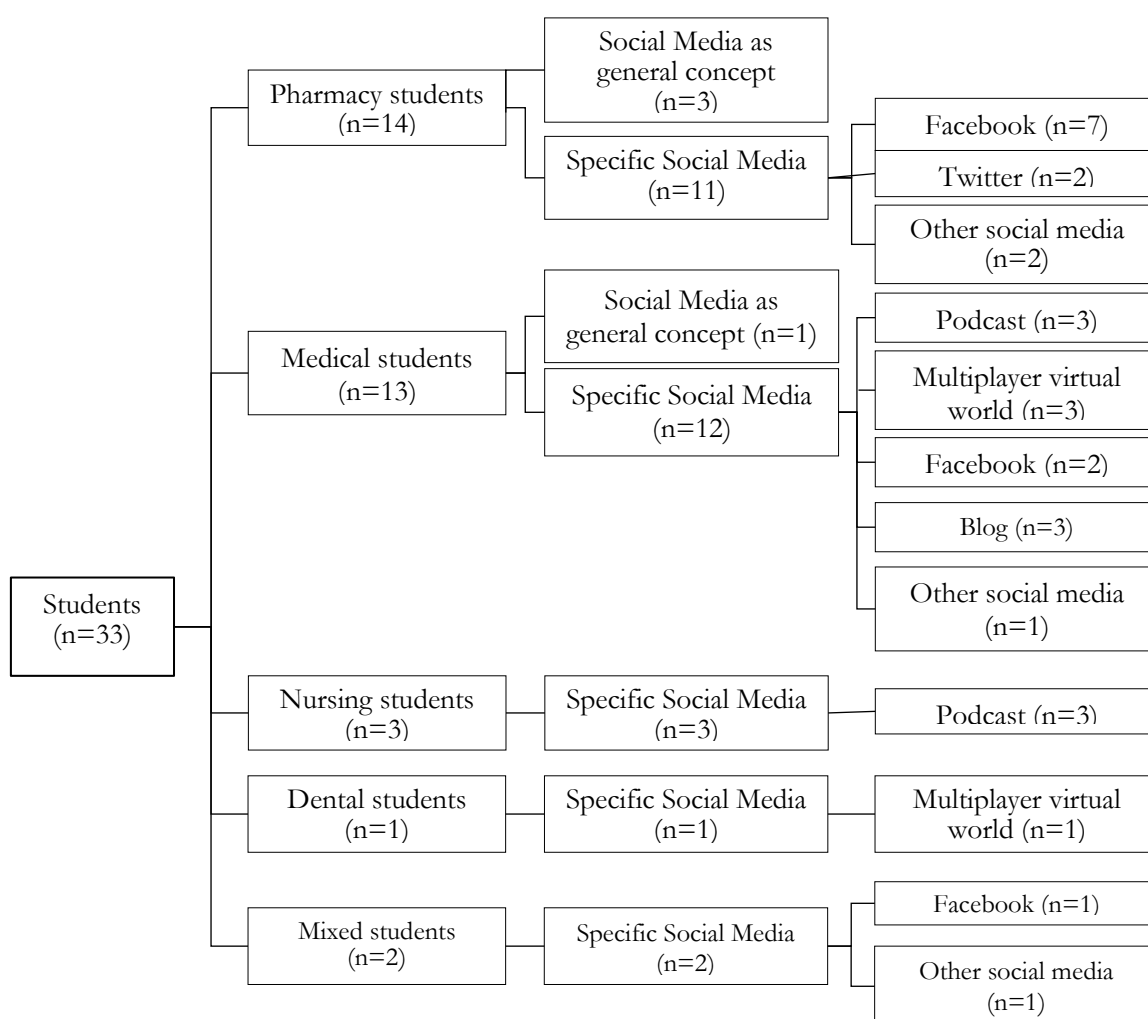 Students
(n=33)
Pharmacy students
(n=14)
Social Media as
general concept
(n=3)
Specific Social Media
(n=11)
Facebook (n=7)
Twitter (n=2)
Other social media
(n=2)
Medical students
(n=13)
Social Media as
general concept (n=1)
Specific Social Media
(n=12)
Podcast (n=3)
Multiplayer virtual
world (n=3)
Facebook (n=2)
Blog (n=3)
Other social media
(n=1)
Nursing students
(n=3)
Specific Social Media
(n=3)
Podcast (n=3)
Dental students
(n=1)
Specific Social Media
(n=1)
Multiplayer virtual
world (n=1)
Mixed students
(n=2)
Specific Social Media
(n=2)
Facebook (n=1)
Other social media
(n=1)